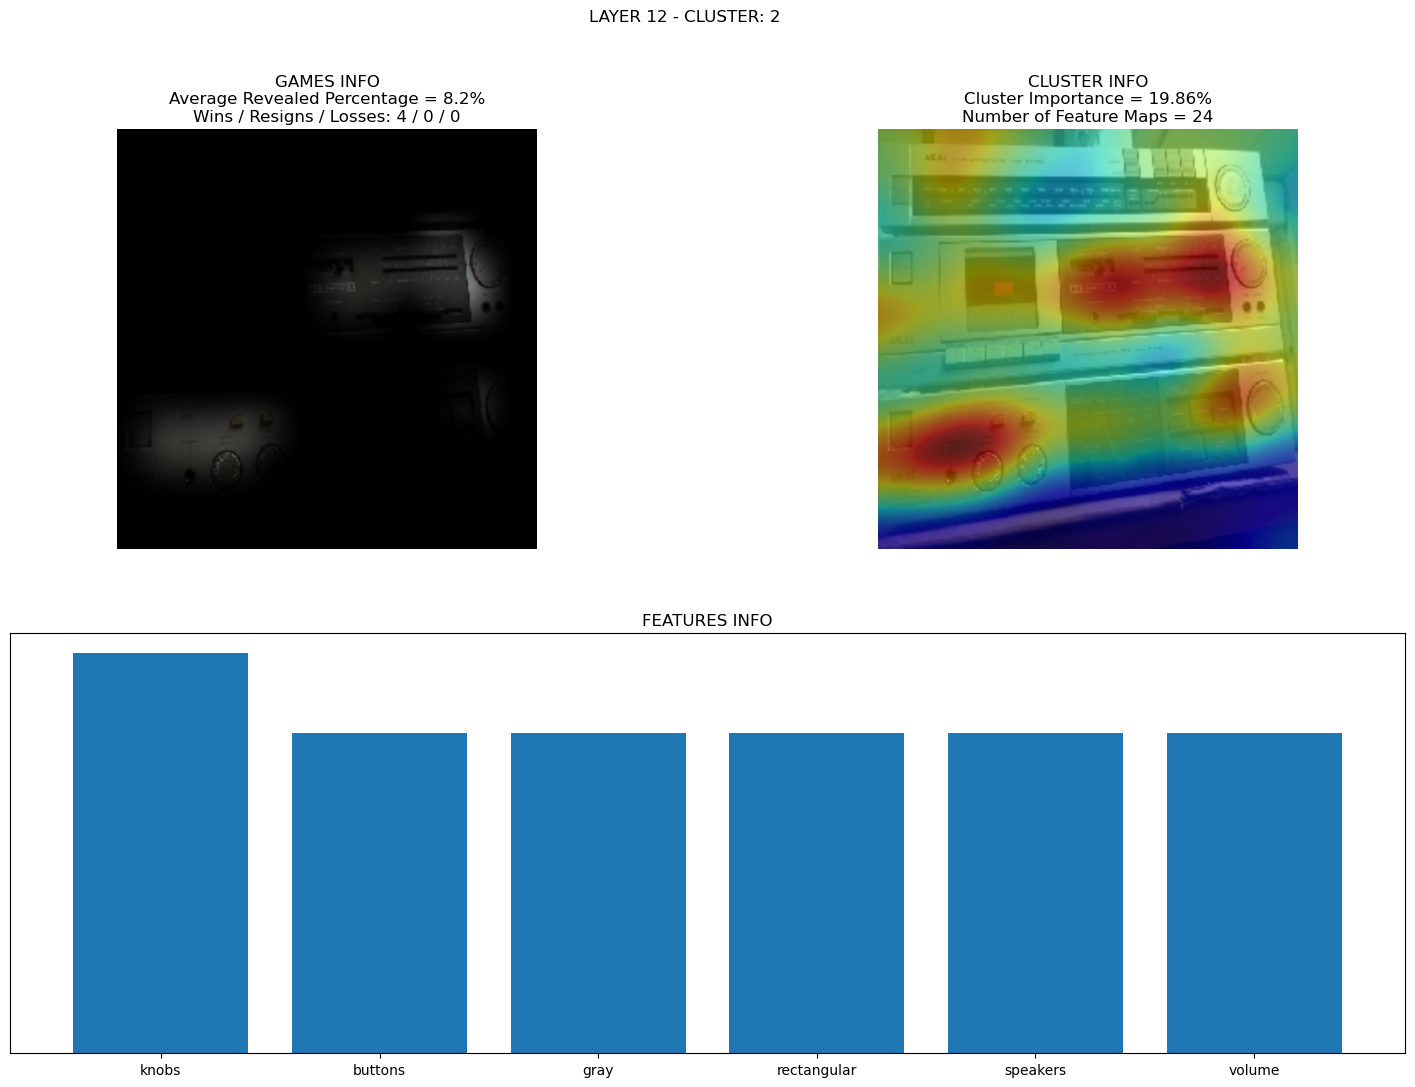 LAYER 12 - CLUSTER: 2
GAMES INFO
Average Revealed Percentage = 8.2%
Wins / Resigns / Losses: 4 / 0 / 0
CLUSTER INFO
Cluster Importance = 19.86%
Number of Feature Maps = 24
AKAI
FEATURES INFO
knobs
buttons
gray
rectangular
speakers
volume